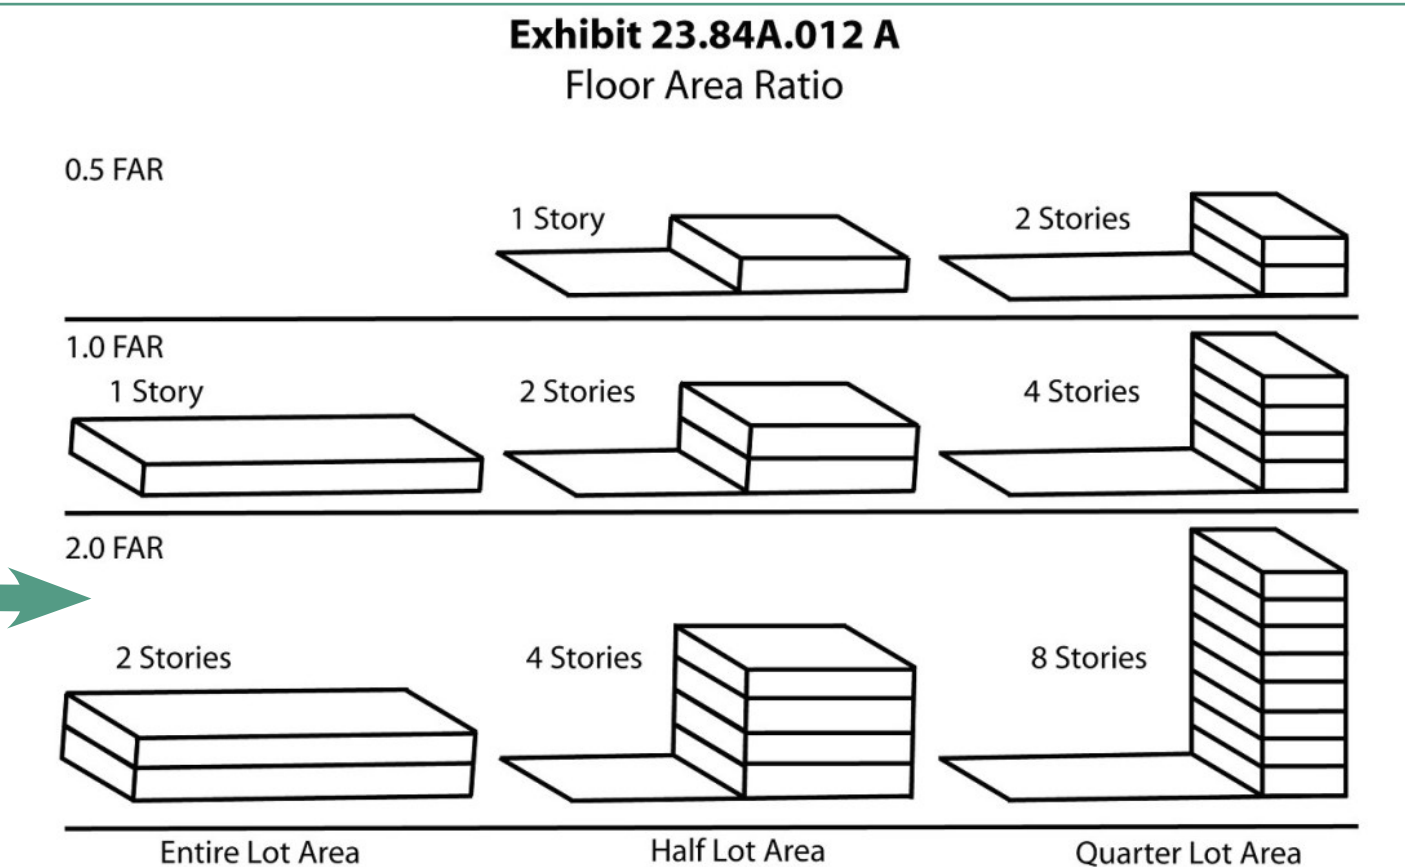 Exhibit 23.84A.012 A
Floor Area Ratio
0.5 FAR
1 Story
2 Stories
1.0 FAR
1 Story
2 Stories
4 Stories
2.0 FAR
2 Stories
4 Stories
8 Stories
Entire Lot Area
Half Lot Area
Quarter Lot Area